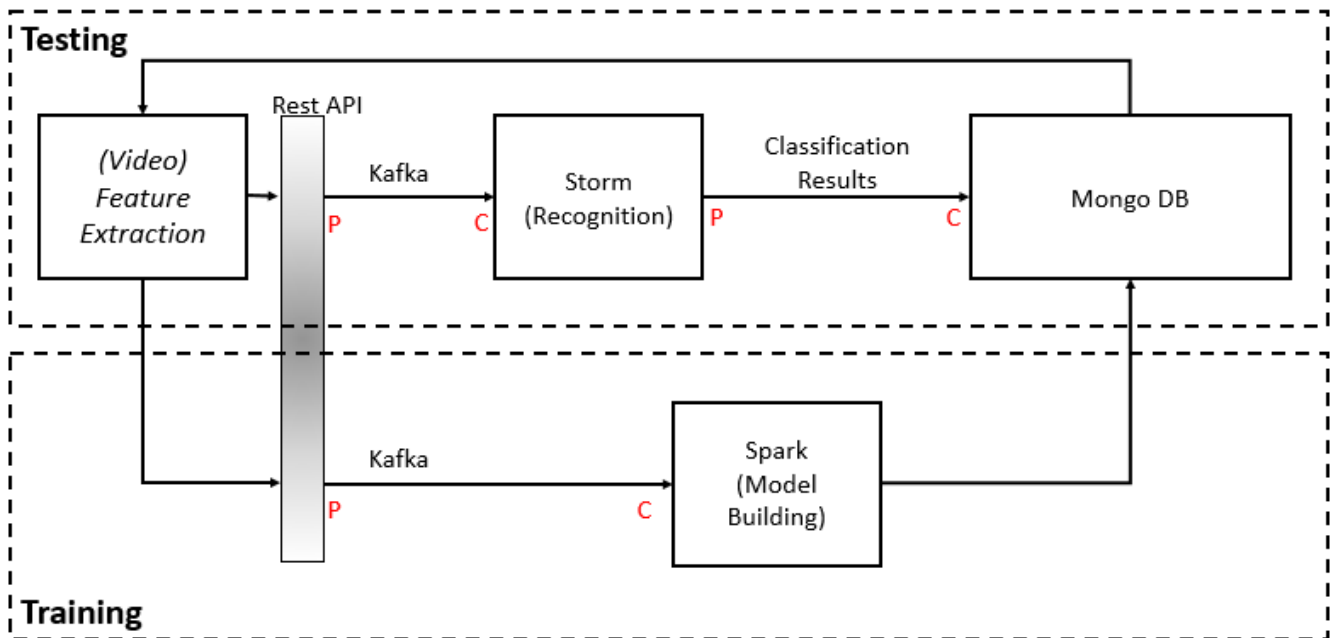 Testing
Rest API
(Video)
Feature
Extraction
Kafka
P
C
Storm
(Recognition)
Classification
Results
P
C
Mongo DB
Kafka
P
C
Spark
(Model
Building)
Training